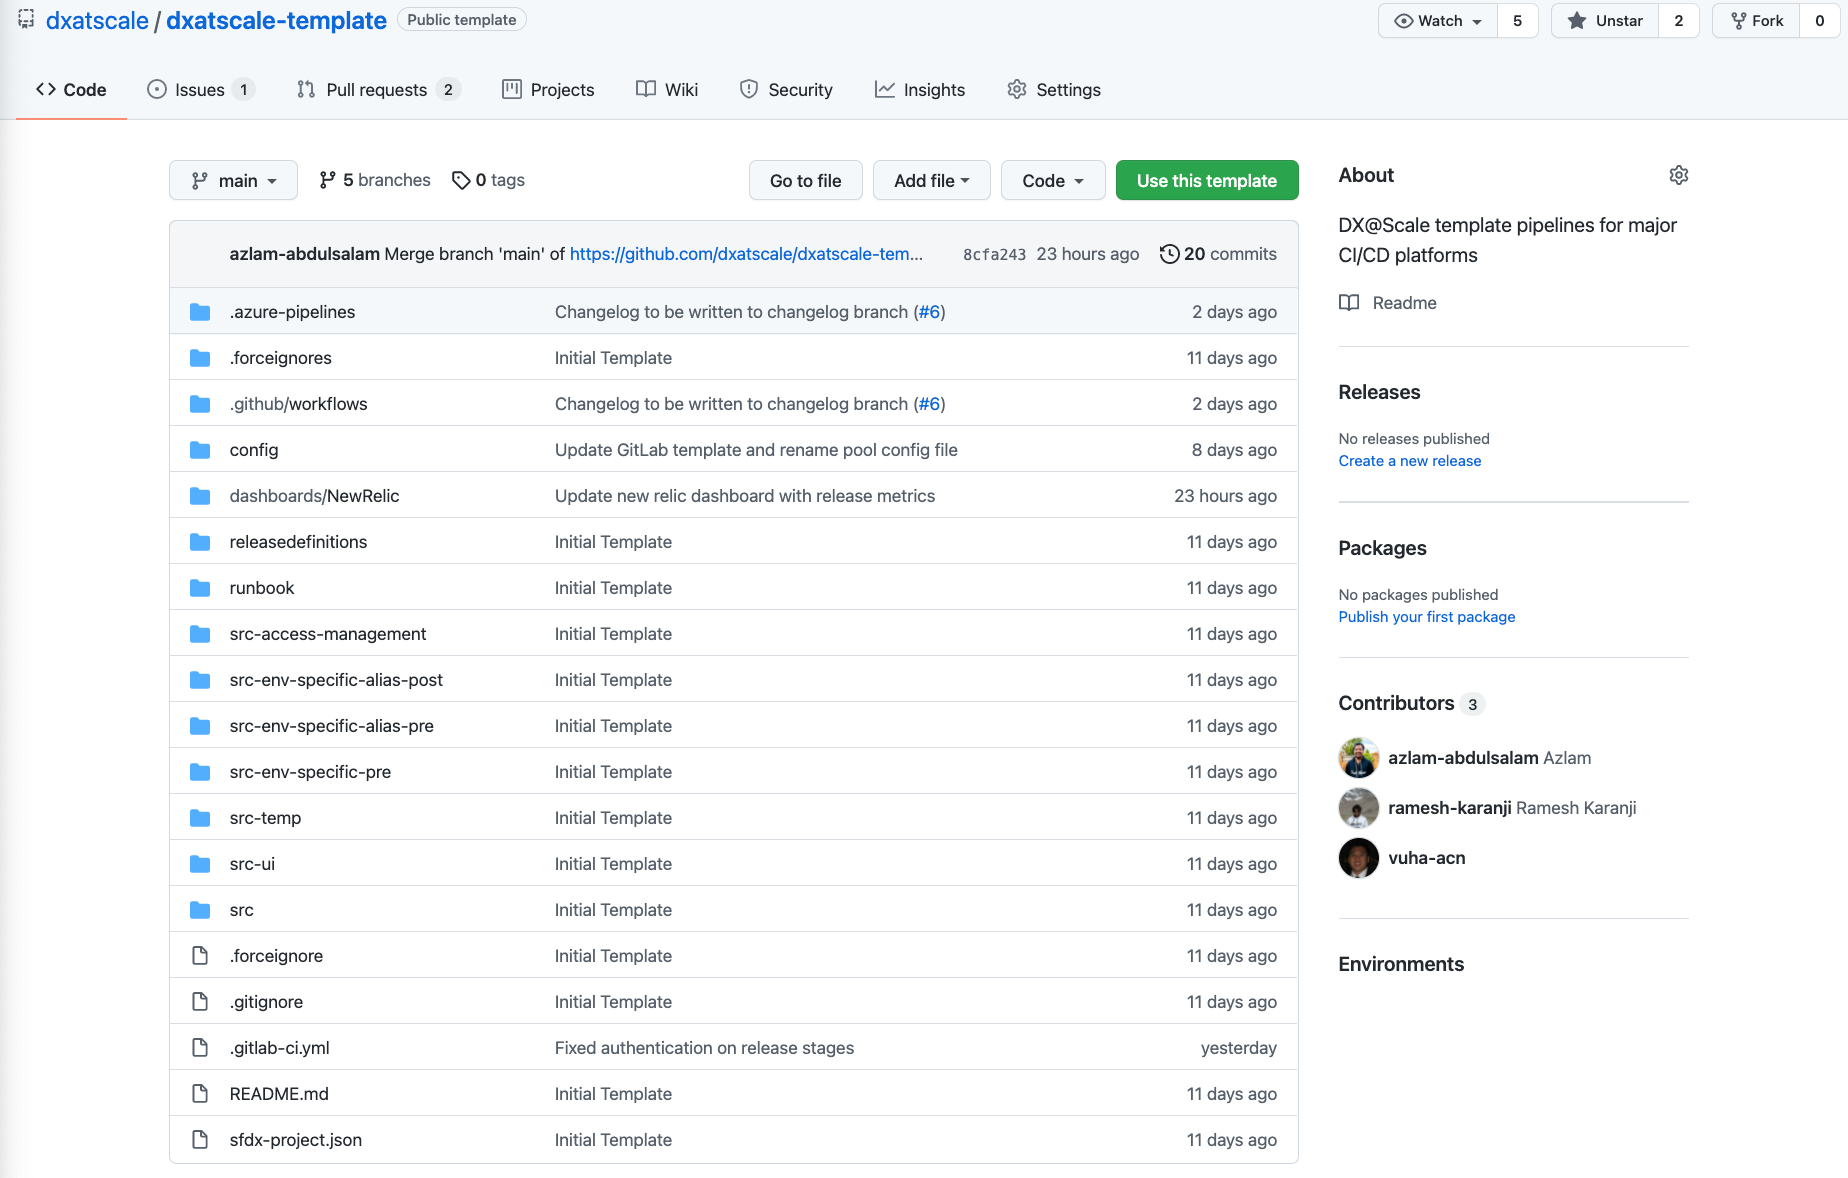 dxatscale / dxatscale-template Public template Watch 5 Unstar 2 Fork 0
Code Issues 1 Pull requests 2 Projects Wiki Security Insights Settings
main 5 branches 0 tags Go to file Add file Code Use this template
azlam-abdulsalam Merge branch 'main' of https://github.com/dxatscale/dxatscale-tem... 8cfa243 23 hours ago 20 commits
.azure-pipelines Changelog to be written to changelog branch (#6) 2 days ago
.forceignores Initial Template 11 days ago
.github/workflows Changelog to be written to changelog branch (#6) 2 days ago
config Update GitLab template and rename pool config file 8 days ago
dashboards/NewRelic Update new relic dashboard with release metrics 23 hours ago
releasedefinitions Initial Template 11 days ago
runbook Initial Template 11 days ago
src-access-management Initial Template 11 days ago
src-env-specific-alias-post Initial Template 11 days ago
src-env-specific-alias-pre Initial Template 11 days ago
src-env-specific-pre Initial Template 11 days ago
src-temp Initial Template 11 days ago
src-ui Initial Template 11 days ago
src Initial Template 11 days ago
.forceignore Initial Template 11 days ago
.gitignore Initial Template 11 days ago
.gitlab-ci.yml Fixed authentication on release stages yesterday
README.md Initial Template 11 days ago
sfdx-project.json Initial Template 11 days ago
About
DX@Scale template pipelines for major
CI/CD platforms
Readme
Releases
No releases published
Create a new release
Packages
No packages published
Publish your first package
Contributors 3
azlam-abdulsalam Azlam
ramesh-karanji Ramesh Karanji
vuha-acn
Environments